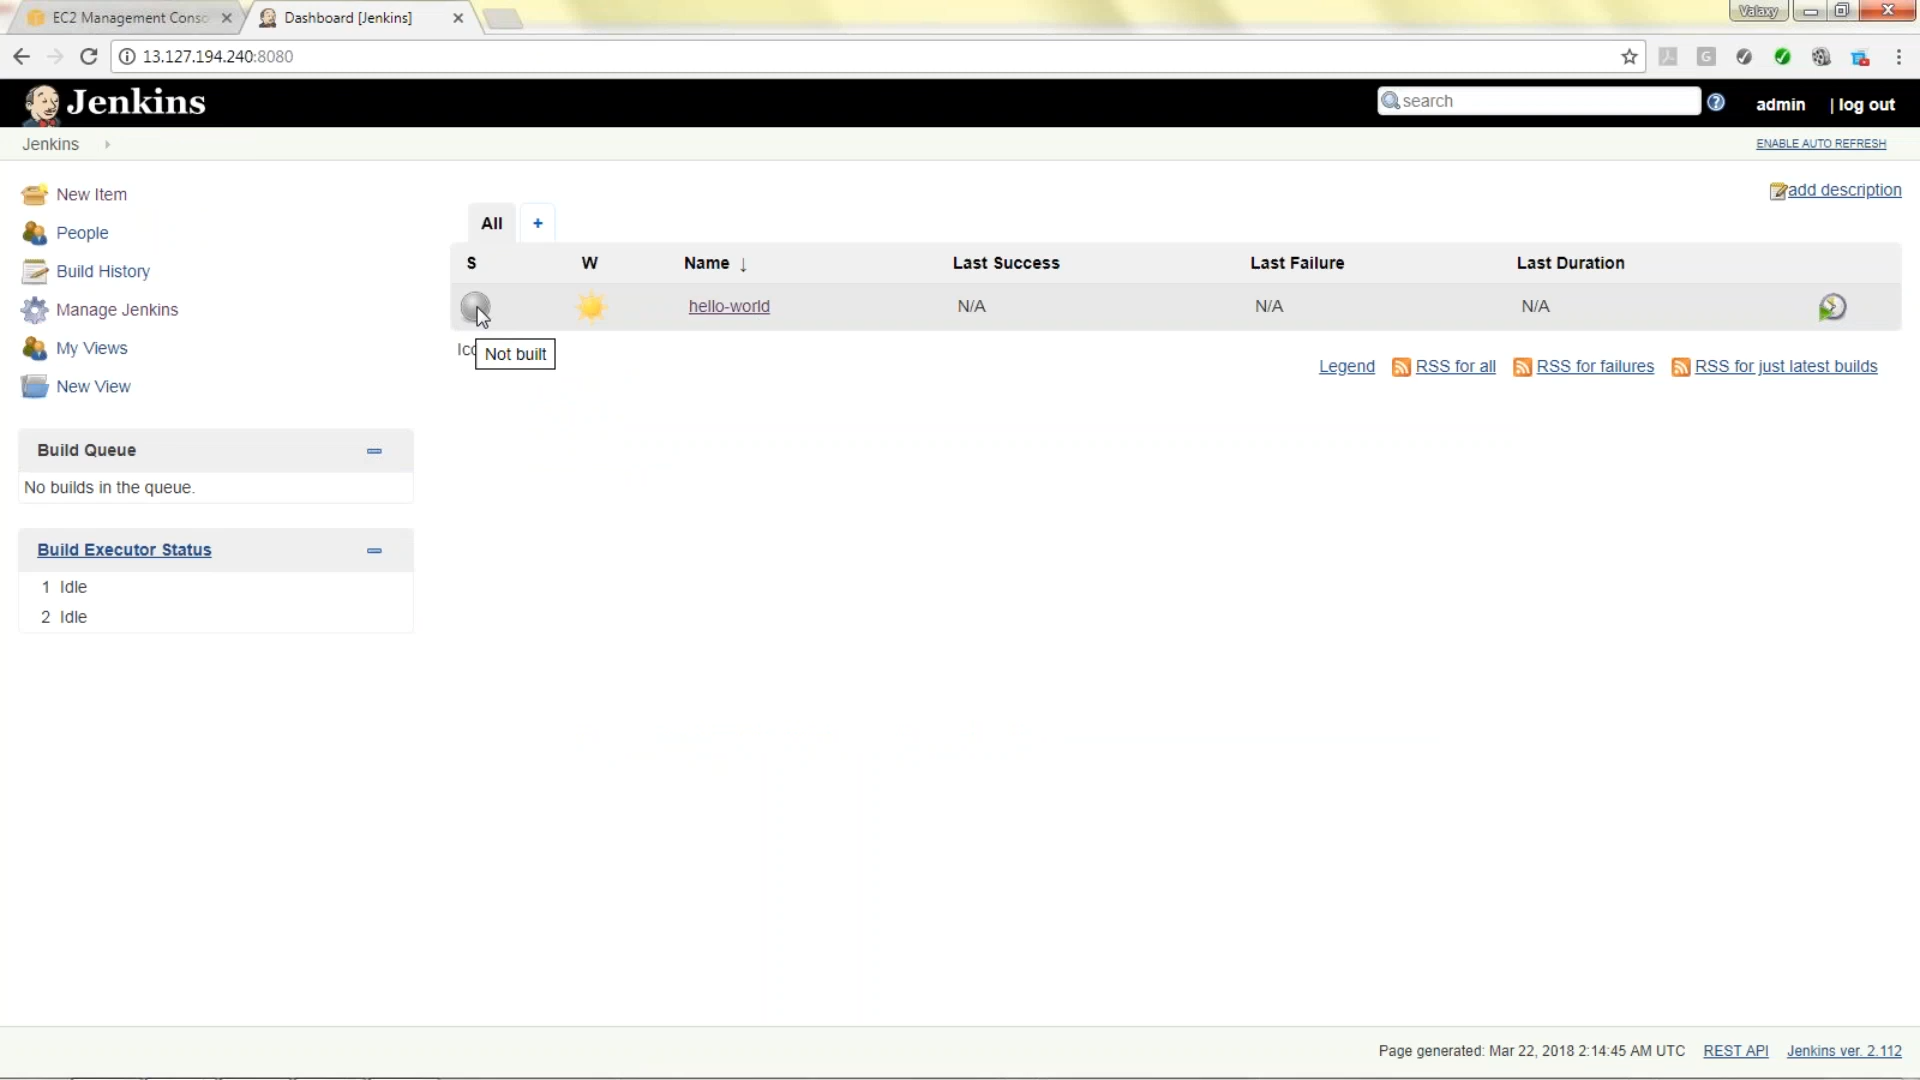 EC2 Management Conso
Dashboard [Jenkins]
Valaxy
13.127.194.240:8080
Jenkins
search
admin
| log out
Jenkins
ENABLE AUTO REFRESH
New Item
People
Build History
Manage Jenkins
My Views
New View
add description
All +
S W Name ↓ Last Success Last Failure Last Duration
hello-world N/A N/A N/A
Ico
Not built
Legend RSS for all RSS for failures RSS for just latest builds
Build Queue
No builds in the queue.
Build Executor Status
1 Idle
2 Idle
Page generated: Mar 22, 2018 2:14:45 AM UTC REST API Jenkins ver. 2.112